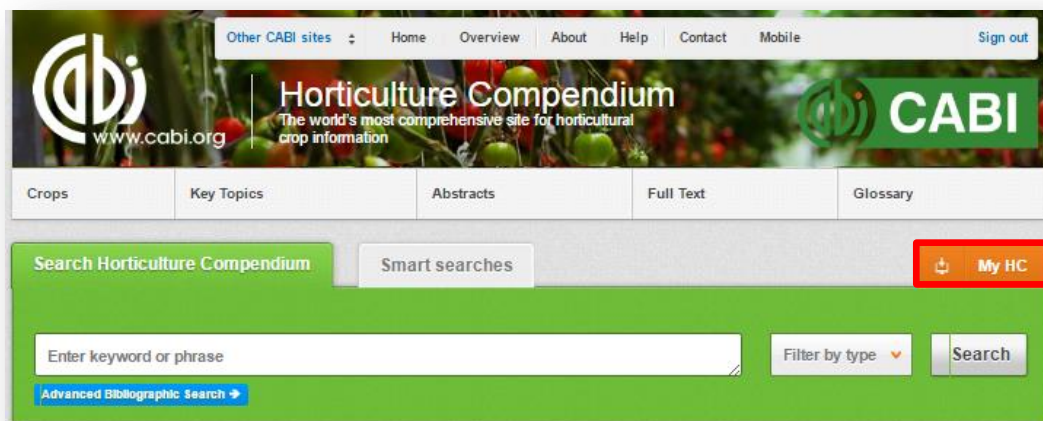 Other CABI sites Home Overview About Help Contact Mobile Sign out
cabi
www.cabi.org
Horticulture Compendium
The world's most comprehensive site for horticultural
crop information
CABI
Crops Key Topics Abstracts Full Text Glossary
Search Horticulture Compendium Smart searches My HC
Enter keyword or phrase Filter by type Search
Advanced Bibliographic Search